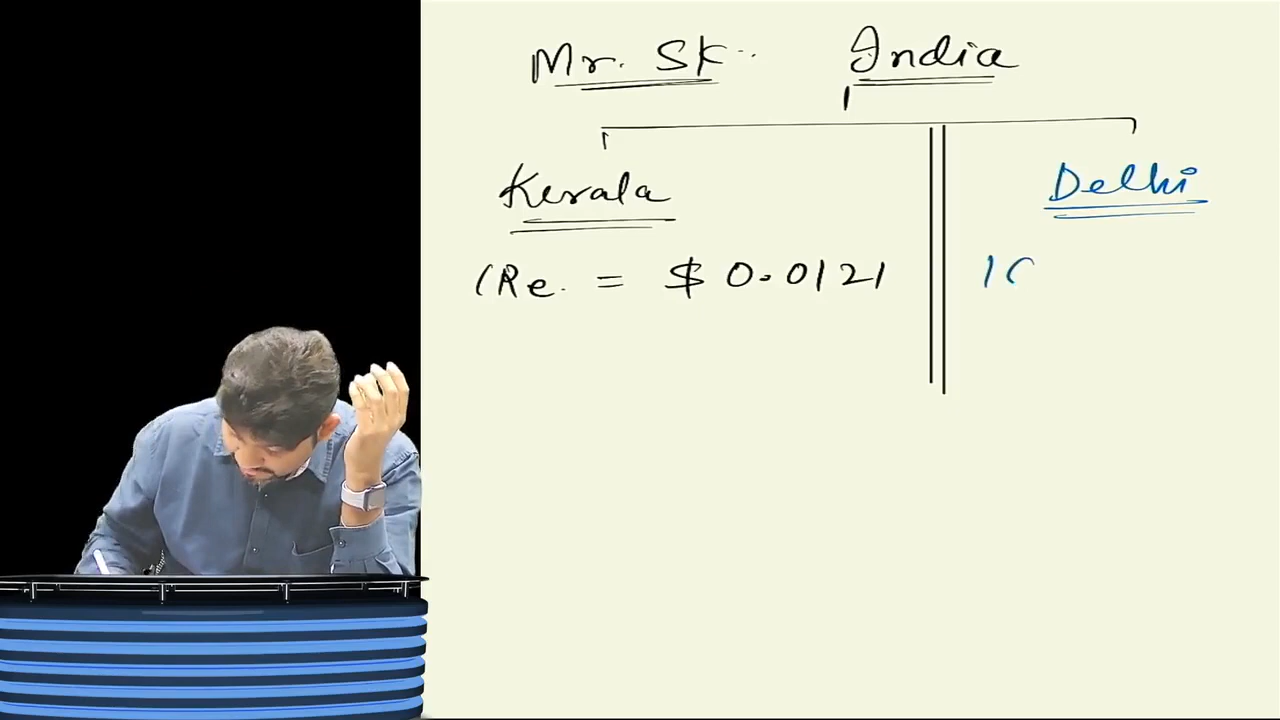 Mr. SK.. India
Kerala Delhi
1Re. = $ 0.0121